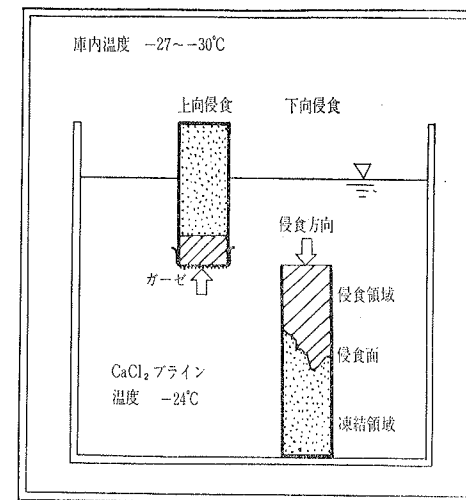 庫内温度 -27~-30℃
上向侵食
下向侵食
侵食方向
ガーゼ
侵食領域
侵食面
CaCl₂ ブライン
温度 -24℃
凍結領域